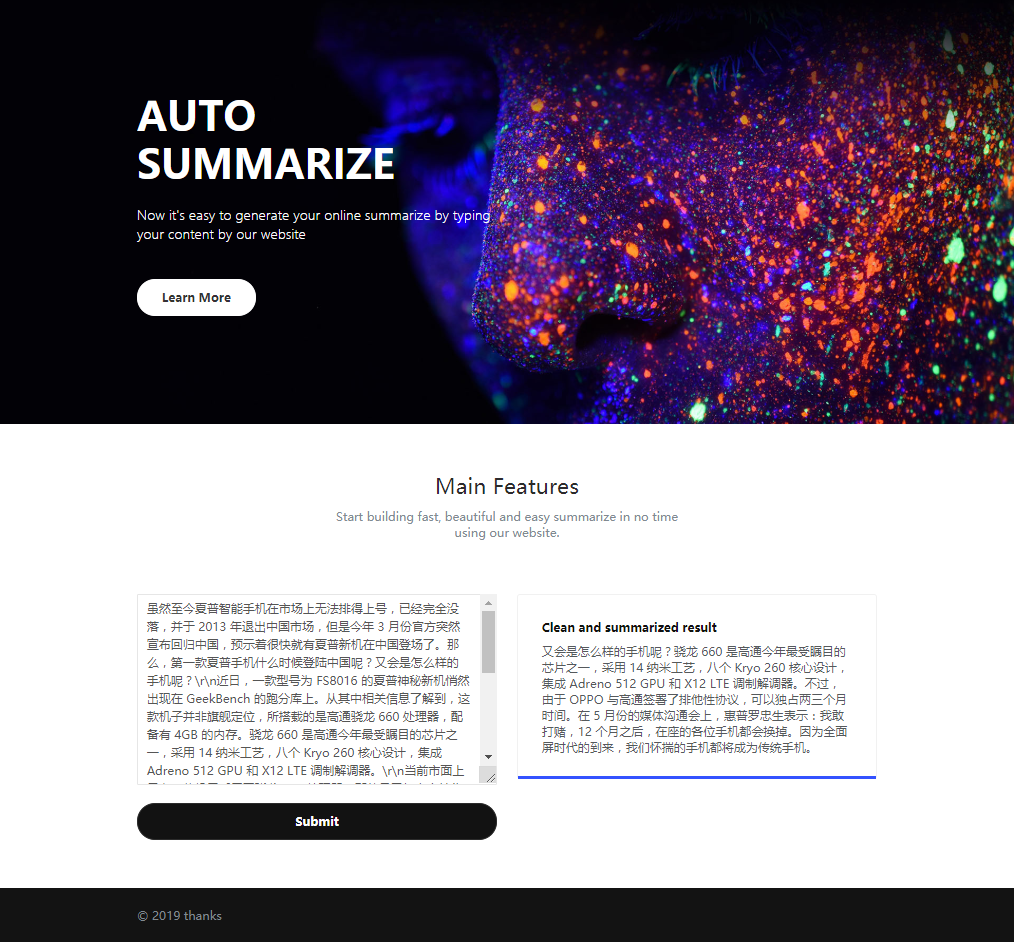 AUTO
SUMMARIZE
Now it's easy to generate your online summarize by typing
your content by our website
Learn More
Main Features
Start building fast, beautiful and easy summarize in no time
using our website.
虽然至今夏普智能手机在市场上无法排得上号，已经完全没
落，并于 2013 年退出中国市场，但是今年 3 月份官方突然
宣布回归中国，预示着很快就有夏普新机在中国登场了。那
么，第一款夏普手机什么时候登陆中国呢？又会是怎么样的
手机呢？\r\n近日，一款型号为 FS8016 的夏普神秘新机悄然
出现在 GeekBench 的跑分库上。从其中相关信息了解到，这
款机子并非旗舰定位，所搭载的是高通骁龙 660 处理器，配
备有 4GB 的内存。骁龙 660 是高通今年最受瞩目的芯片之
一，采用 14 纳米工艺，八个 Kryo 260 核心设计，集成
Adreno 512 GPU 和 X12 LTE 调制解调器。\r\n当前市面上
Submit
Clean and summarized result
又会是怎么样的手机呢？骁龙 660 是高通今年最受瞩目的
芯片之一，采用 14 纳米工艺，八个 Kryo 260 核心设计，
集成 Adreno 512 GPU 和 X12 LTE 调制解调器。不过，
由于 OPPO 与高通签署了排他性协议，可以独占两三个月
时间。在 5 月份的媒体沟通会上，惠普罗忠生表示：我敢
打赌，12 个月之后，在座的各位手机都会换掉。因为全面
屏时代的到来，我们怀揣的手机都将成为传统手机。
© 2019 thanks